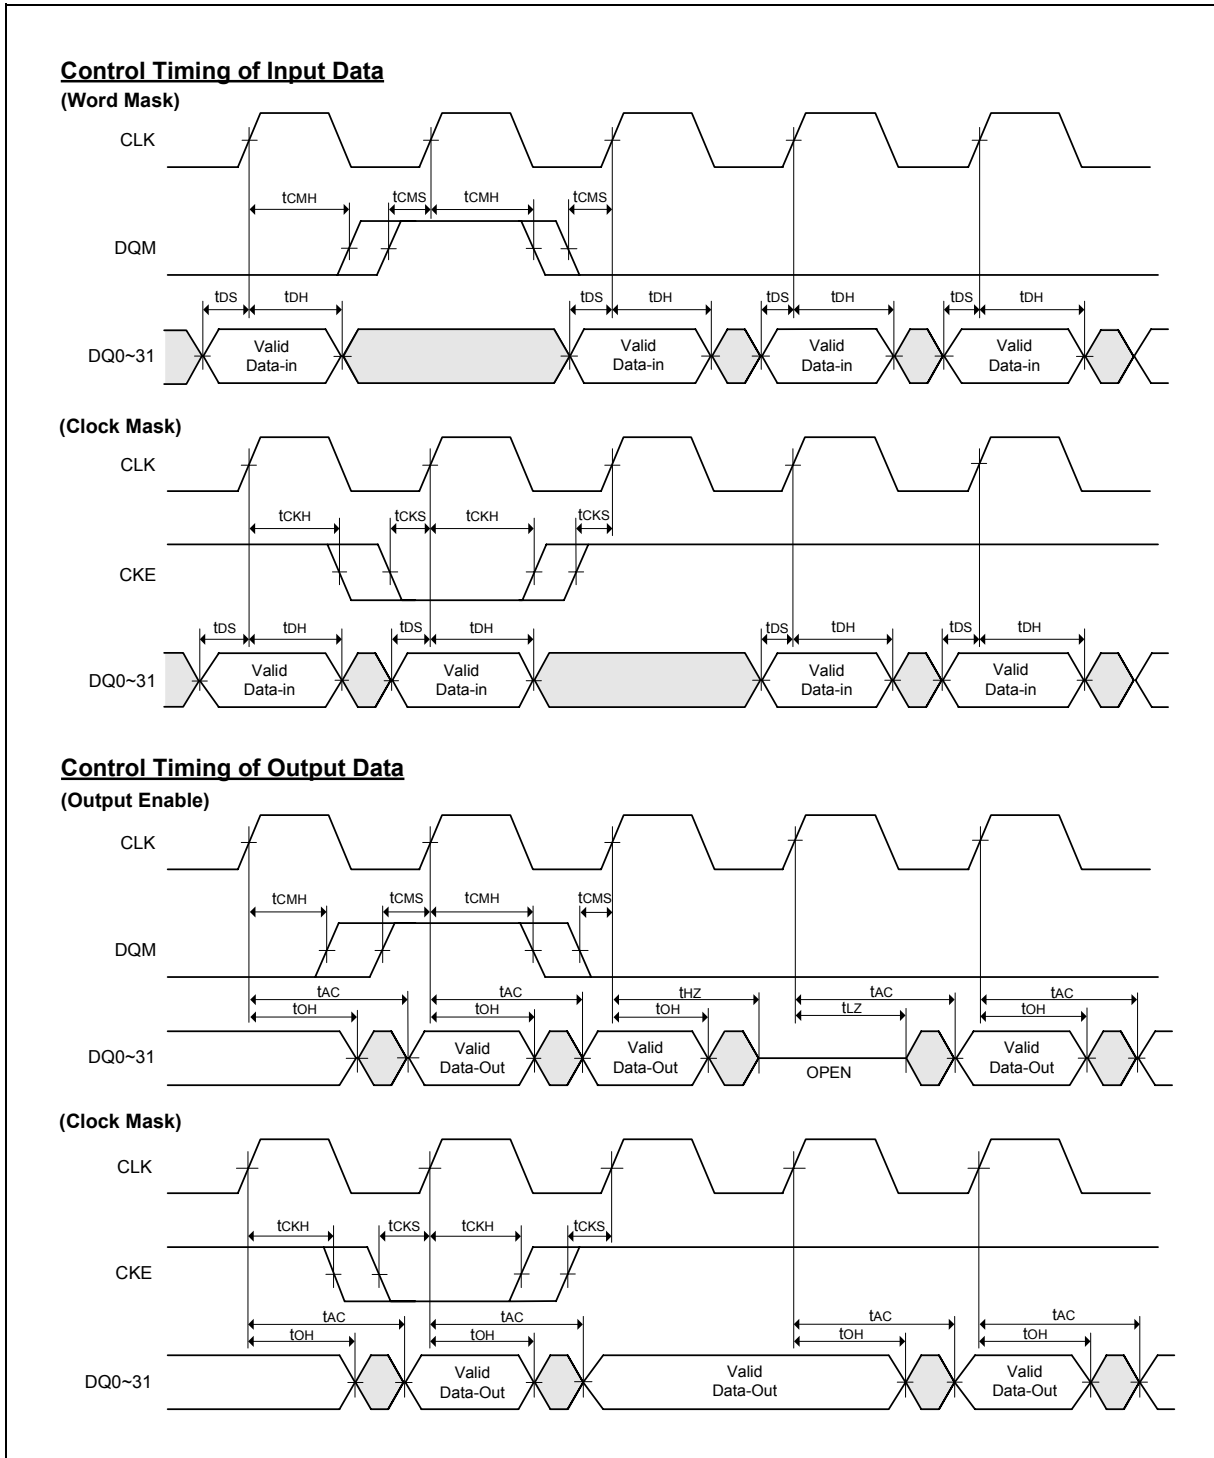 Control Timing of Input Data
(Word Mask)
CLK
tCMH tCMS tCMH tCMS
DQM
tDS tDH tDS tDH tDS tDH tDS tDH
DQ0~31
Valid Data-in
Valid Data-in
Valid Data-in
Valid Data-in
(Clock Mask)
CLK
tCKH tCKS tCKH tCKS
CKE
tDS tDH tDS tDH tDS tDH tDS tDH
DQ0~31
Valid Data-in
Valid Data-in
Valid Data-in
Valid Data-in
Control Timing of Output Data
(Output Enable)
CLK
tCMH tCMS tCMH tCMS
DQM
tAC tAC tHZ tAC tAC
tOH tOH tOH tLZ tOH
DQ0~31
Valid Data-Out
Valid Data-Out
OPEN
Valid Data-Out
(Clock Mask)
CLK
tCKH tCKS tCKH tCKS
CKE
tAC tAC tAC tAC
tOH tOH tOH tOH
DQ0~31
Valid Data-Out
Valid Data-Out
Valid Data-Out